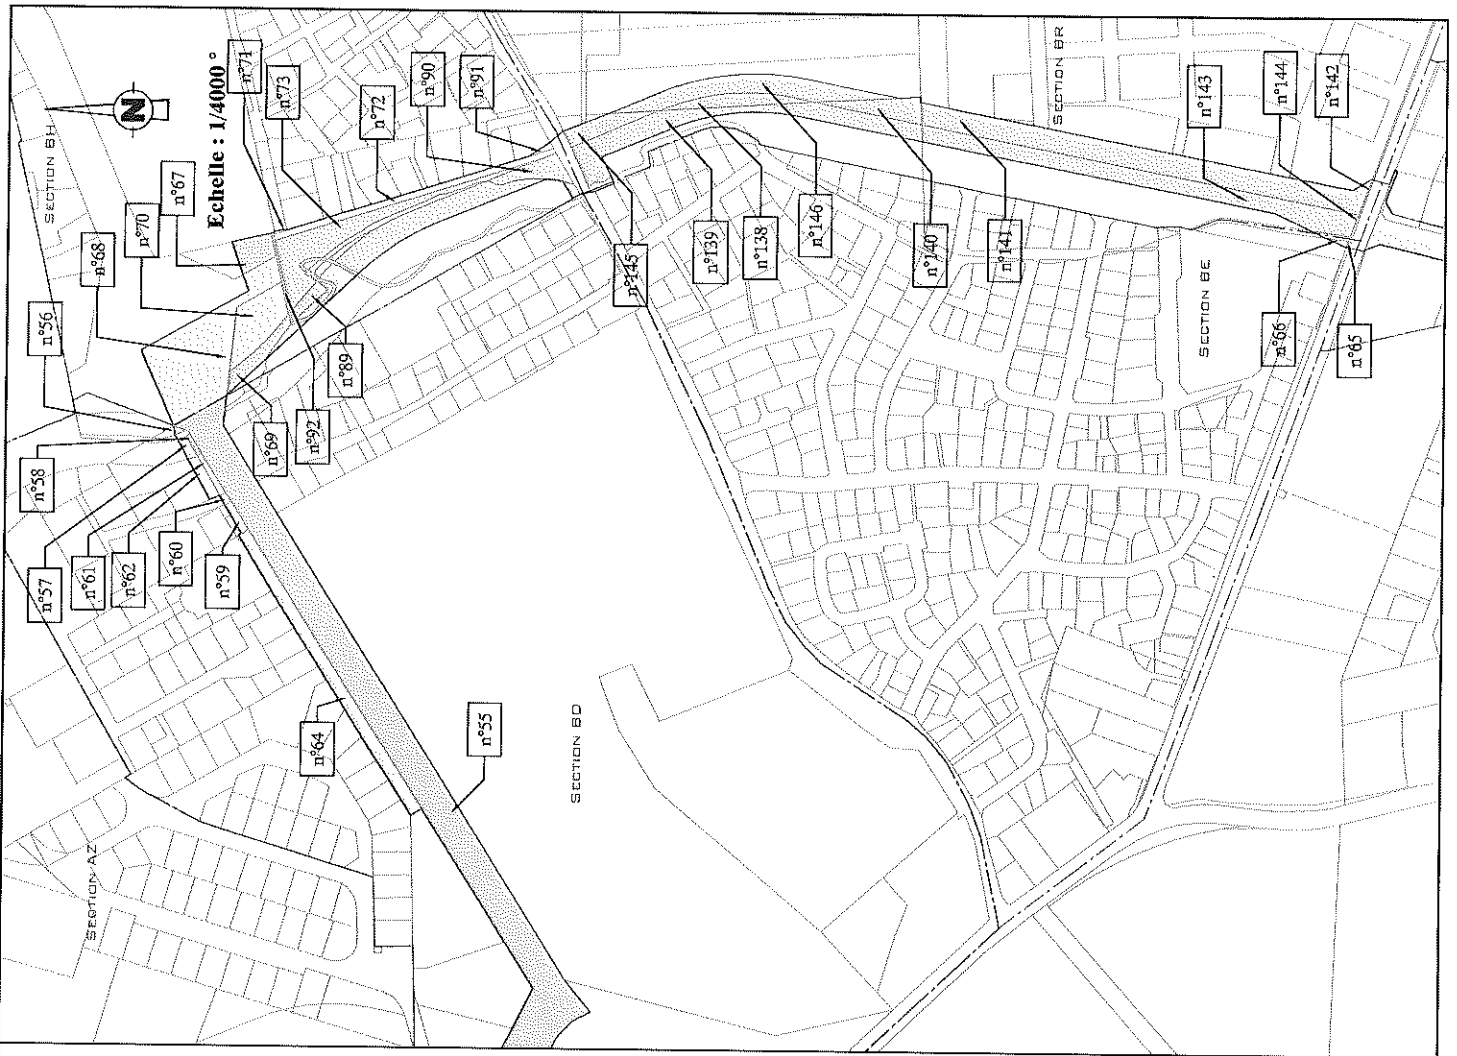 SECTION BH
N
Echelle : 1/4000 °
n°71
n°73
n°72
n°90
n°91
SECTION BR
n°143
n°144
n°142
n°67
n°70
n°68
n°56
n°58
n°57
n°61
n°62
n°60
n°59
n°69
n°92
n°89
n°145
n°139
n°138
n°146
n°140
n°141
SECTION BE
n°66
n°65
n°64
n°55
SECTION BD
SECTION AZ